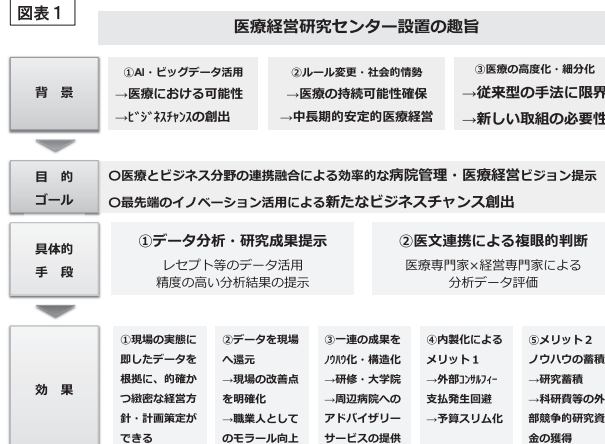 図表1
医療経営研究センター設置の趣旨
背 景
①AI・ビッグデータ活用
→医療における可能性
→ﾋﾞｼﾞﾈｽﾁｬﾝｽの創出
②ルール変更・社会的情勢
→医療の持続可能性確保
→中長期的安定的医療経営
③医療の高度化・細分化
→従来型の手法に限界
→新しい取組の必要性
目 的
ゴール
〇医療とビジネス分野の連携融合による効率的な病院管理・医療経営ビジョン提示
〇最先端のイノベーション活用による新たなビジネスチャンス創出
具体的
手 段
①データ分析・研究成果提示
レセプト等のデータ活用
精度の高い分析結果の提示
②医文連携による複眼的判断
医療専門家×経営専門家による
分析データ評価
効 果
①現場の実態に
即したデータを
根拠に、的確か
つ緻密な経営方
針・計画策定が
できる
②データを現場
へ還元
→現場の改善点
を明確化
→職業人として
のモラール向上
③一連の成果を
ﾉｳﾊｳ化・構造化
→研修・大学院
→周辺病院への
アドバイザリー
サービスの提供
④内製化による
メリット1
→外部ｺﾝｻﾙﾌｨｰ
支払発生回避
→予算スリム化
⑤メリット2
ノウハウの蓄積
→研究蓄積
→科研費等の外
部競争的研究資
金の獲得